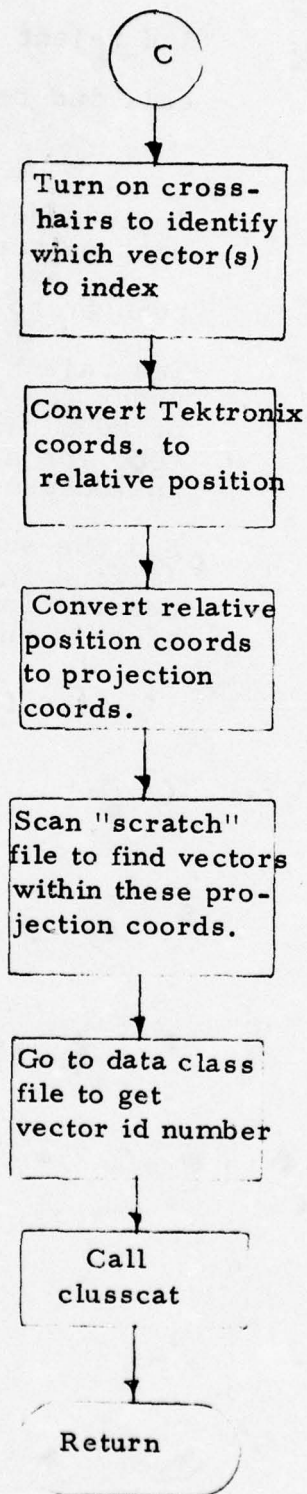 C
Turn on cross-
hairs to identify
which vector(s)
to index
Convert Tektronix
coords. to
relative position
Convert relative
position coords
to projection
coords.
Scan "scratch"
file to find vectors
within these pro-
jection coords.
Go to data class
file to get
vector id number
Call
clusscat
Return